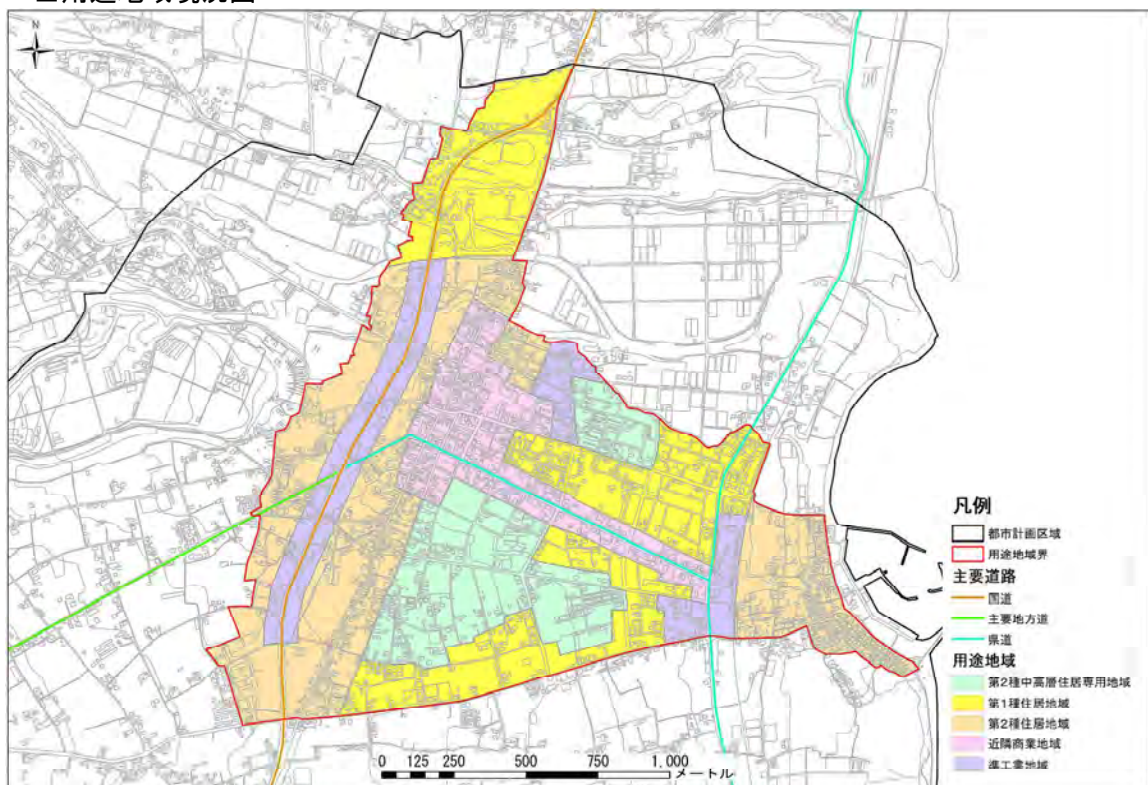 N
凡例
都市計画区域
用途地域界
主要道路
国道
主要地方道
県道
用途地域
第2種中高層住居専用地域
第1種住居地域
第2種住居地域
近隣商業地域
準工業地域
0 125 250 500 750 1,000
メートル